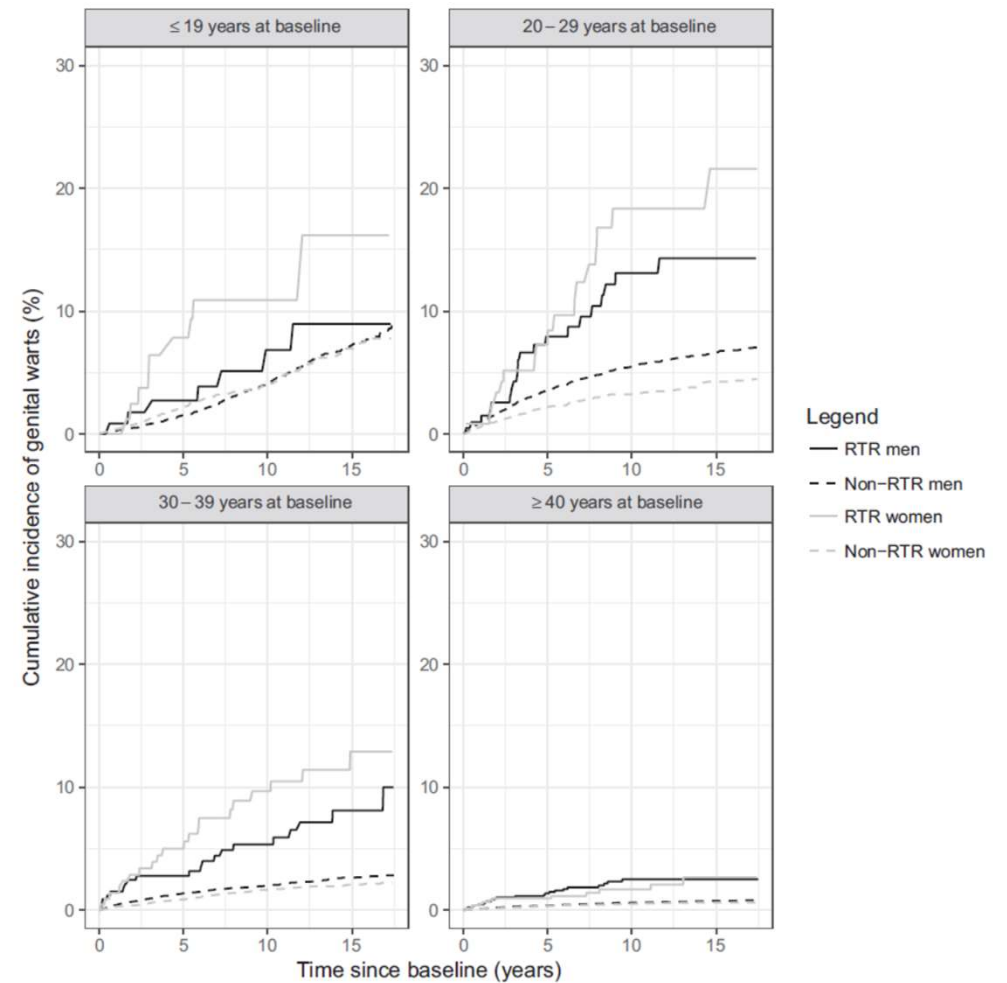 ≤ 19 years at baseline
20 – 29 years at baseline
30
20
10
0
0 5 10 15
30
20
10
0
0 5 10 15
30 – 39 years at baseline
≥ 40 years at baseline
30
20
10
0
0 5 10 15
30
20
10
0
0 5 10 15
Cumulative incidence of genital warts (%)
Time since baseline (years)
Legend
RTR men
Non−RTR men
RTR women
Non−RTR women